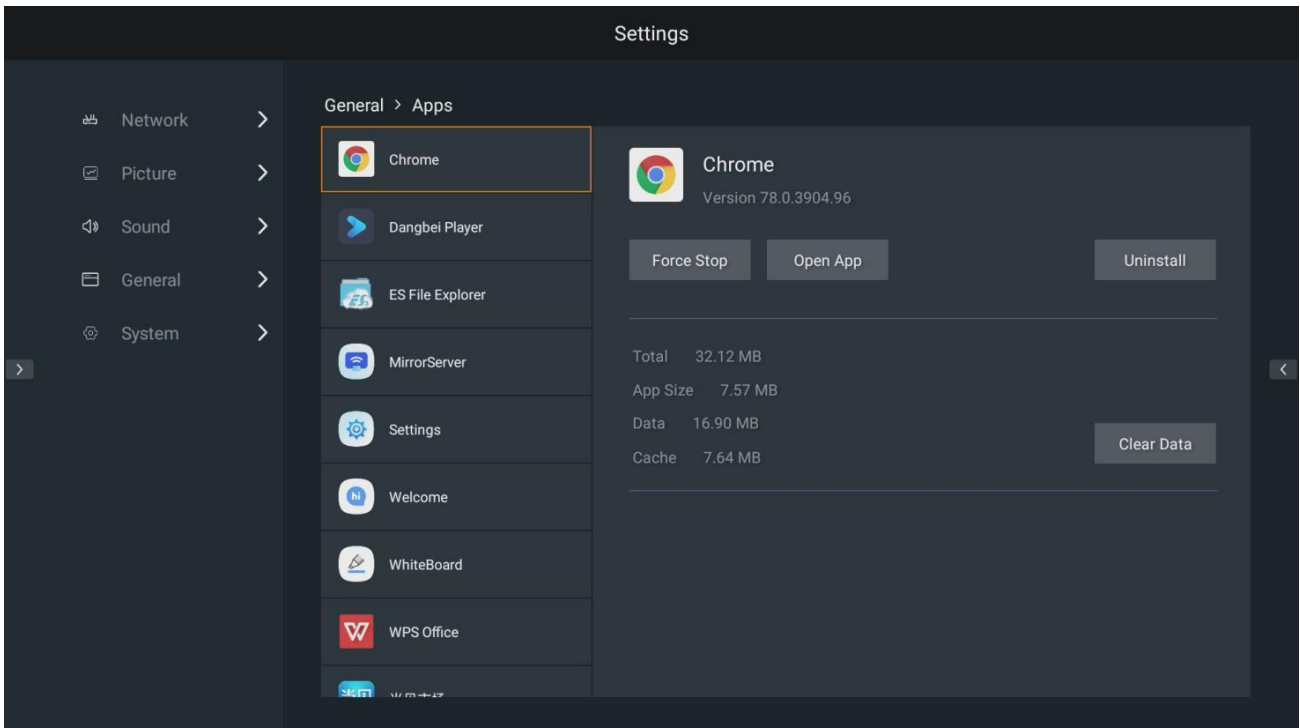 Settings
Network
Picture
Sound
General
System
General > Apps
Chrome
Dangbei Player
ES File Explorer
MirrorServer
Settings
hi
Welcome
WhiteBoard
WPS Office
Chrome
Version 78.0.3904.96
Force Stop Open App Uninstall
Total 32.12 MB
App Size 7.57 MB
Data 16.90 MB
Cache 7.64 MB
Clear Data